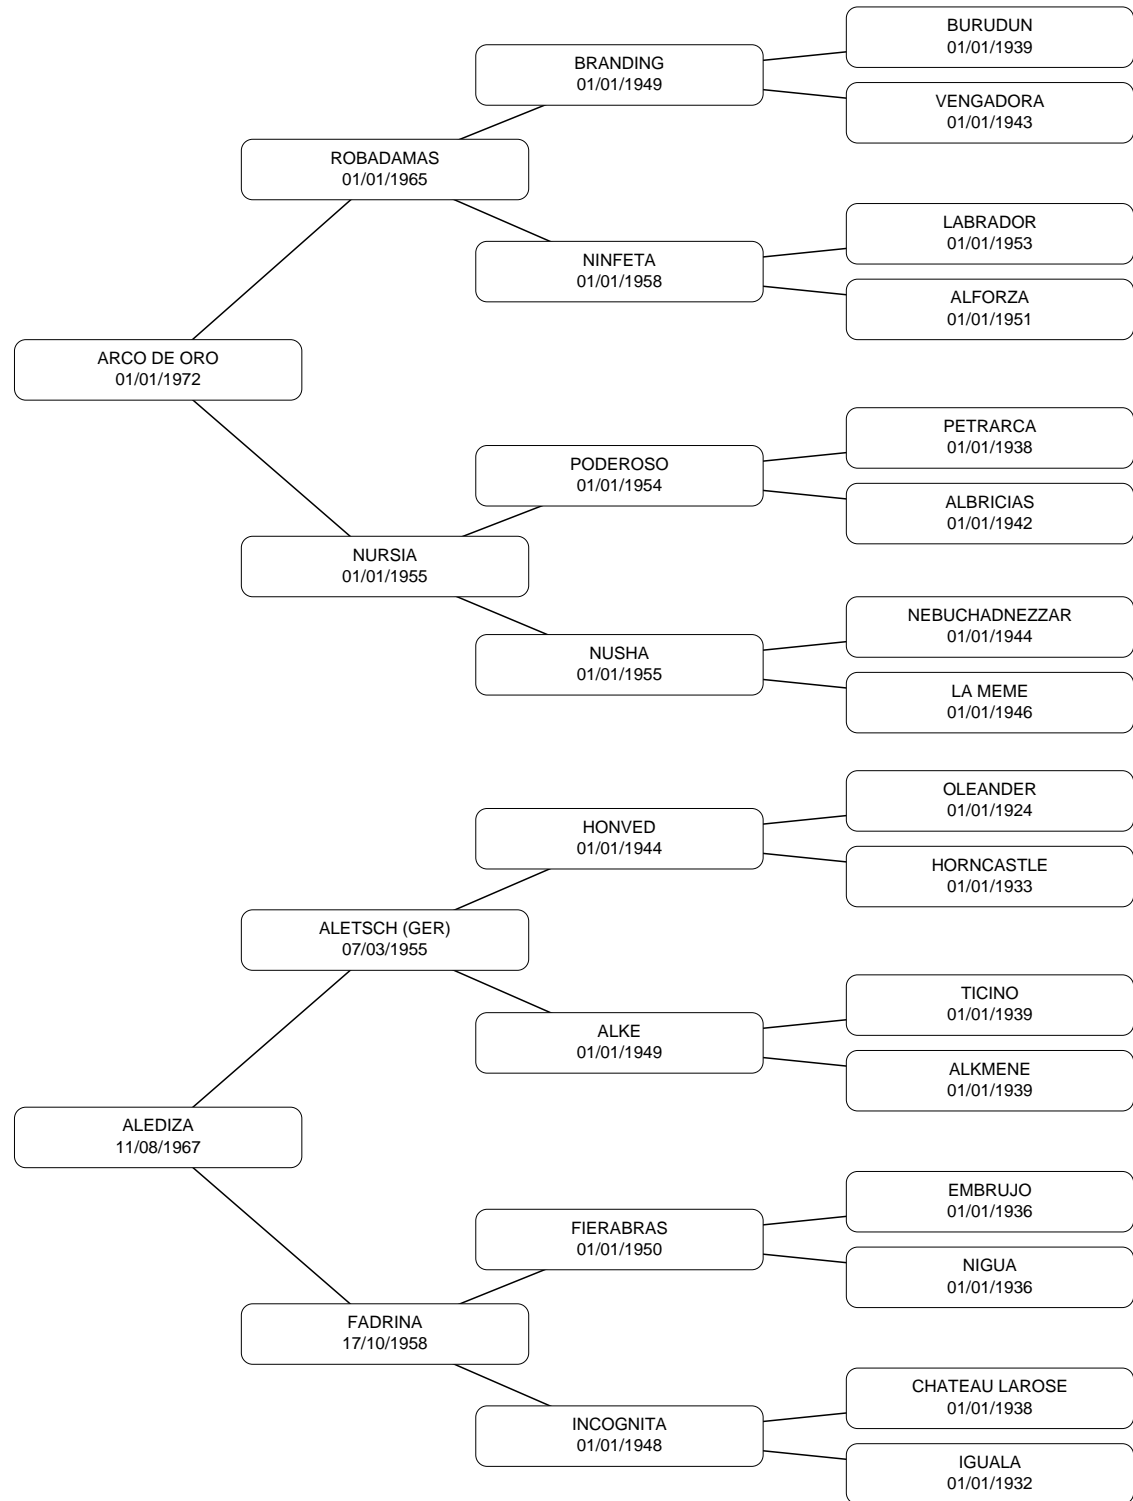 BURUDUN
01/01/1939
BRANDING
01/01/1949
VENGADORA
01/01/1943
ROBADAMAS
01/01/1965
LABRADOR
01/01/1953
NINFETA
01/01/1958
ALFORZA
01/01/1951
ARCO DE ORO
01/01/1972
PETRARCA
01/01/1938
PODEROSO
01/01/1954
ALBRICIAS
01/01/1942
NURSIA
01/01/1955
NEBUCHADNEZZAR
01/01/1944
NUSHA
01/01/1955
LA MEME
01/01/1946
OLEANDER
01/01/1924
HONVED
01/01/1944
HORNCASTLE
01/01/1933
ALETSCH (GER)
07/03/1955
TICINO
01/01/1939
ALKE
01/01/1949
ALKMENE
01/01/1939
ALEDIZA
11/08/1967
EMBRUJO
01/01/1936
FIERABRAS
01/01/1950
NIGUA
01/01/1936
FADRINA
17/10/1958
CHATEAU LAROSE
01/01/1938
INCOGNITA
01/01/1948
IGUALA
01/01/1932